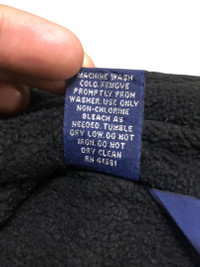 MACHINE WASH
COLD. REMOVE
PROMPTLY FROM
WASHER. USE ONLY
NON-CHLORINE
BLEACH AS
NEEDED. TUMBLE
DRY LOW. DO NOT
IRON. DO NOT
DRY CLEAN
RN 41381